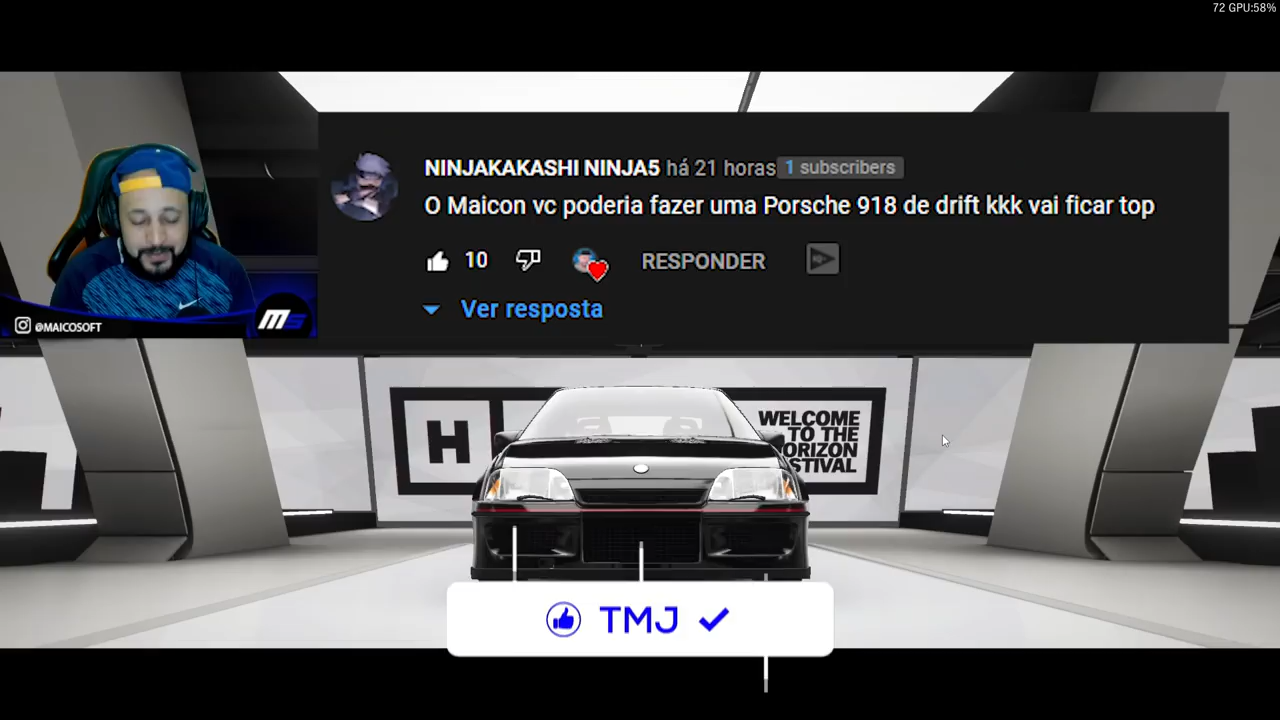 72 GPU:58%
NINJAKAKASHI NINJA5 há 21 horas 1 subscribers
O Maicon vc poderia fazer uma Porsche 918 de drift kkk vai ficar top
10 RESPONDER
Ver resposta
@MAICOSOFT
MS
H
WELCOME
TO THE
ORIZON
STIVAL
TMJ